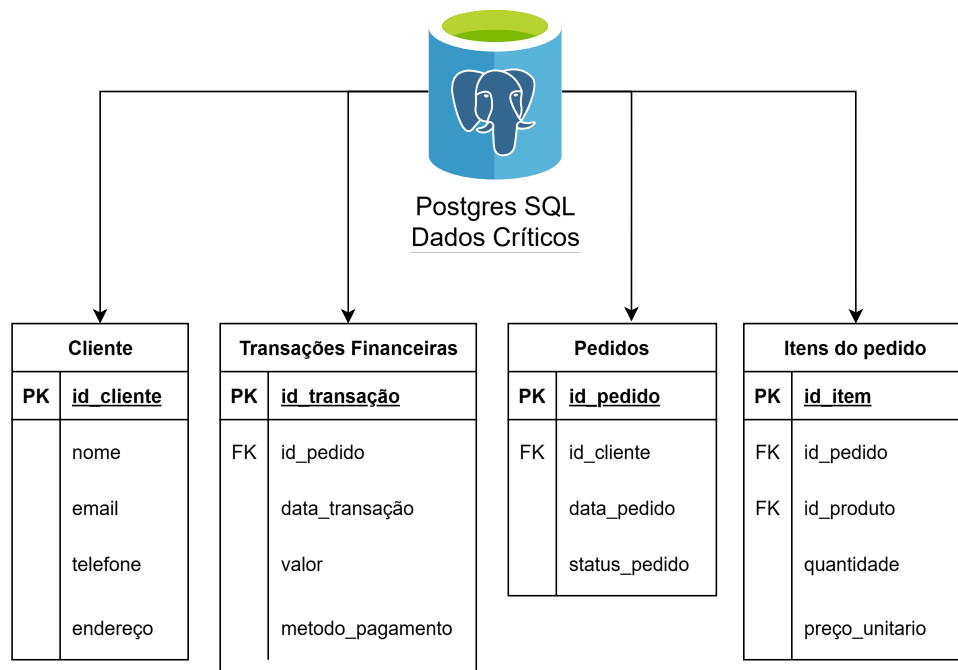 Postgres SQL
Dados Críticos
Cliente
PK id_cliente
nome
email
telefone
endereço
Transações Financeiras
PK id_transação
FK id_pedido
data_transação
valor
metodo_pagamento
Pedidos
PK id_pedido
FK id_cliente
data_pedido
status_pedido
Itens do pedido
PK id_item
FK id_pedido
FK id_produto
quantidade
preço_unitario